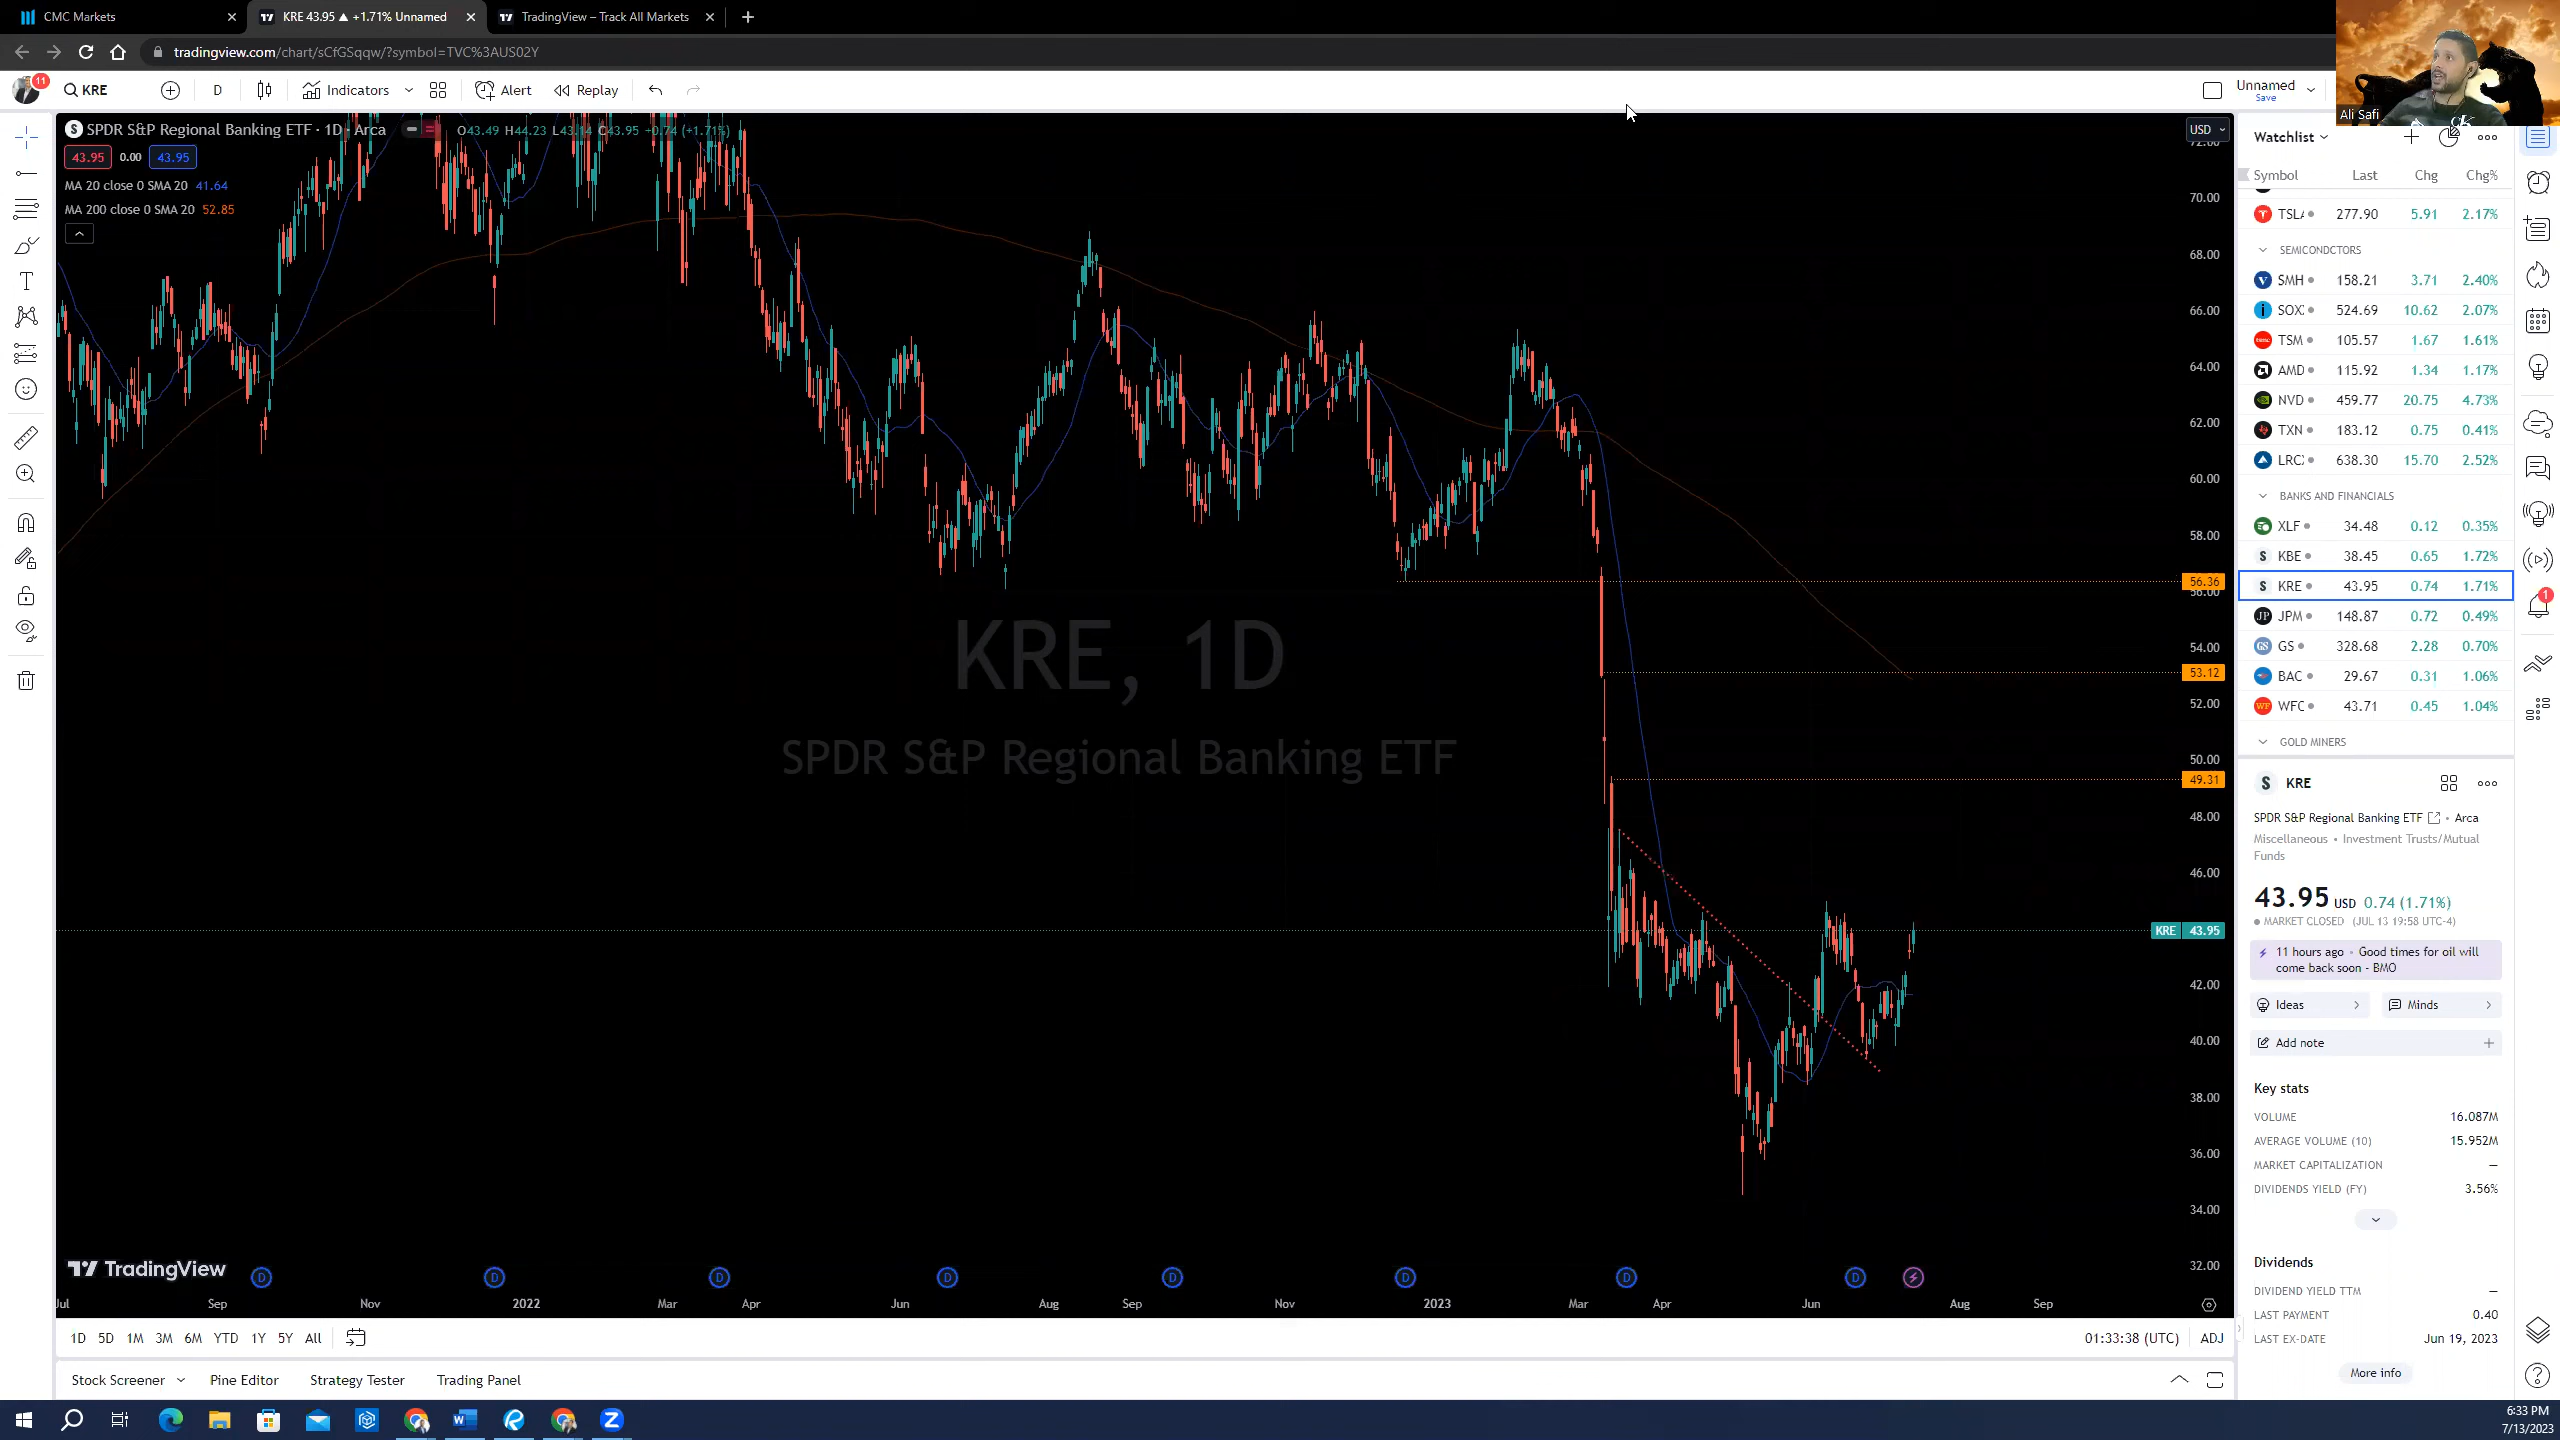 CMC Markets
KRE 43.95 ▲ +1.71% Unnamed
TradingView – Track All Markets
tradingview.com/chart/sCfGSqqw/?symbol=TVC%3AUS02Y
11
KRE
D
Indicators
Alert
Replay
Unnamed
Save
Ali Safi
SPDR S&P Regional Banking ETF · 1D · Arca
O43.49 H44.23 L43.14 C43.95 +0.74 (+1.71%)
43.95 0.00 43.95
MA 20 close 0 SMA 20 41.64
MA 200 close 0 SMA 20 52.85
KRE, 1D
SPDR S&P Regional Banking ETF
USD
72.00
70.00
68.00
66.00
64.00
62.00
60.00
58.00
56.36
56.00
54.00
53.12
52.00
50.00
49.31
48.00
46.00
KRE 43.95
42.00
40.00
38.00
36.00
34.00
32.00
TradingView
D D D D D D D D
Jul Sep Nov 2022 Mar Apr Jun Aug Sep Nov 2023 Mar Apr Jun Aug Sep
1D 5D 1M 3M 6M YTD 1Y 5Y All
01:33:38 (UTC) ADJ
Stock Screener Pine Editor Strategy Tester Trading Panel
Watchlist
Symbol Last Chg Chg%
TSLA 277.90 5.91 2.17%
SEMICONDCTORS
SMH 158.21 3.71 2.40%
SOX 524.69 10.62 2.07%
TSM 105.57 1.67 1.61%
AMD 115.92 1.34 1.17%
NVD 459.77 20.75 4.73%
TXN 183.12 0.75 0.41%
LRC 638.30 15.70 2.52%
BANKS AND FINANCIALS
XLF 34.48 0.12 0.35%
KBE 38.45 0.65 1.72%
KRE 43.95 0.74 1.71%
JPM 148.87 0.72 0.49%
GS 328.68 2.28 0.70%
BAC 29.67 0.31 1.06%
WFC 43.71 0.45 1.04%
GOLD MINERS
KRE
SPDR S&P Regional Banking ETF • Arca
Miscellaneous • Investment Trusts/Mutual
Funds
43.95 USD 0.74 (1.71%)
MARKET CLOSED (JUL 13 19:58 UTC-4)
11 hours ago • Good times for oil will
come back soon - BMO
Ideas
Minds
Add note
Key stats
VOLUME 16.087M
AVERAGE VOLUME (10) 15.952M
MARKET CAPITALIZATION —
DIVIDENDS YIELD (FY) 3.56%
Dividends
DIVIDEND YIELD TTM —
LAST PAYMENT 0.40
LAST EX-DATE Jun 19, 2023
More info
1
6:33 PM
7/13/2023